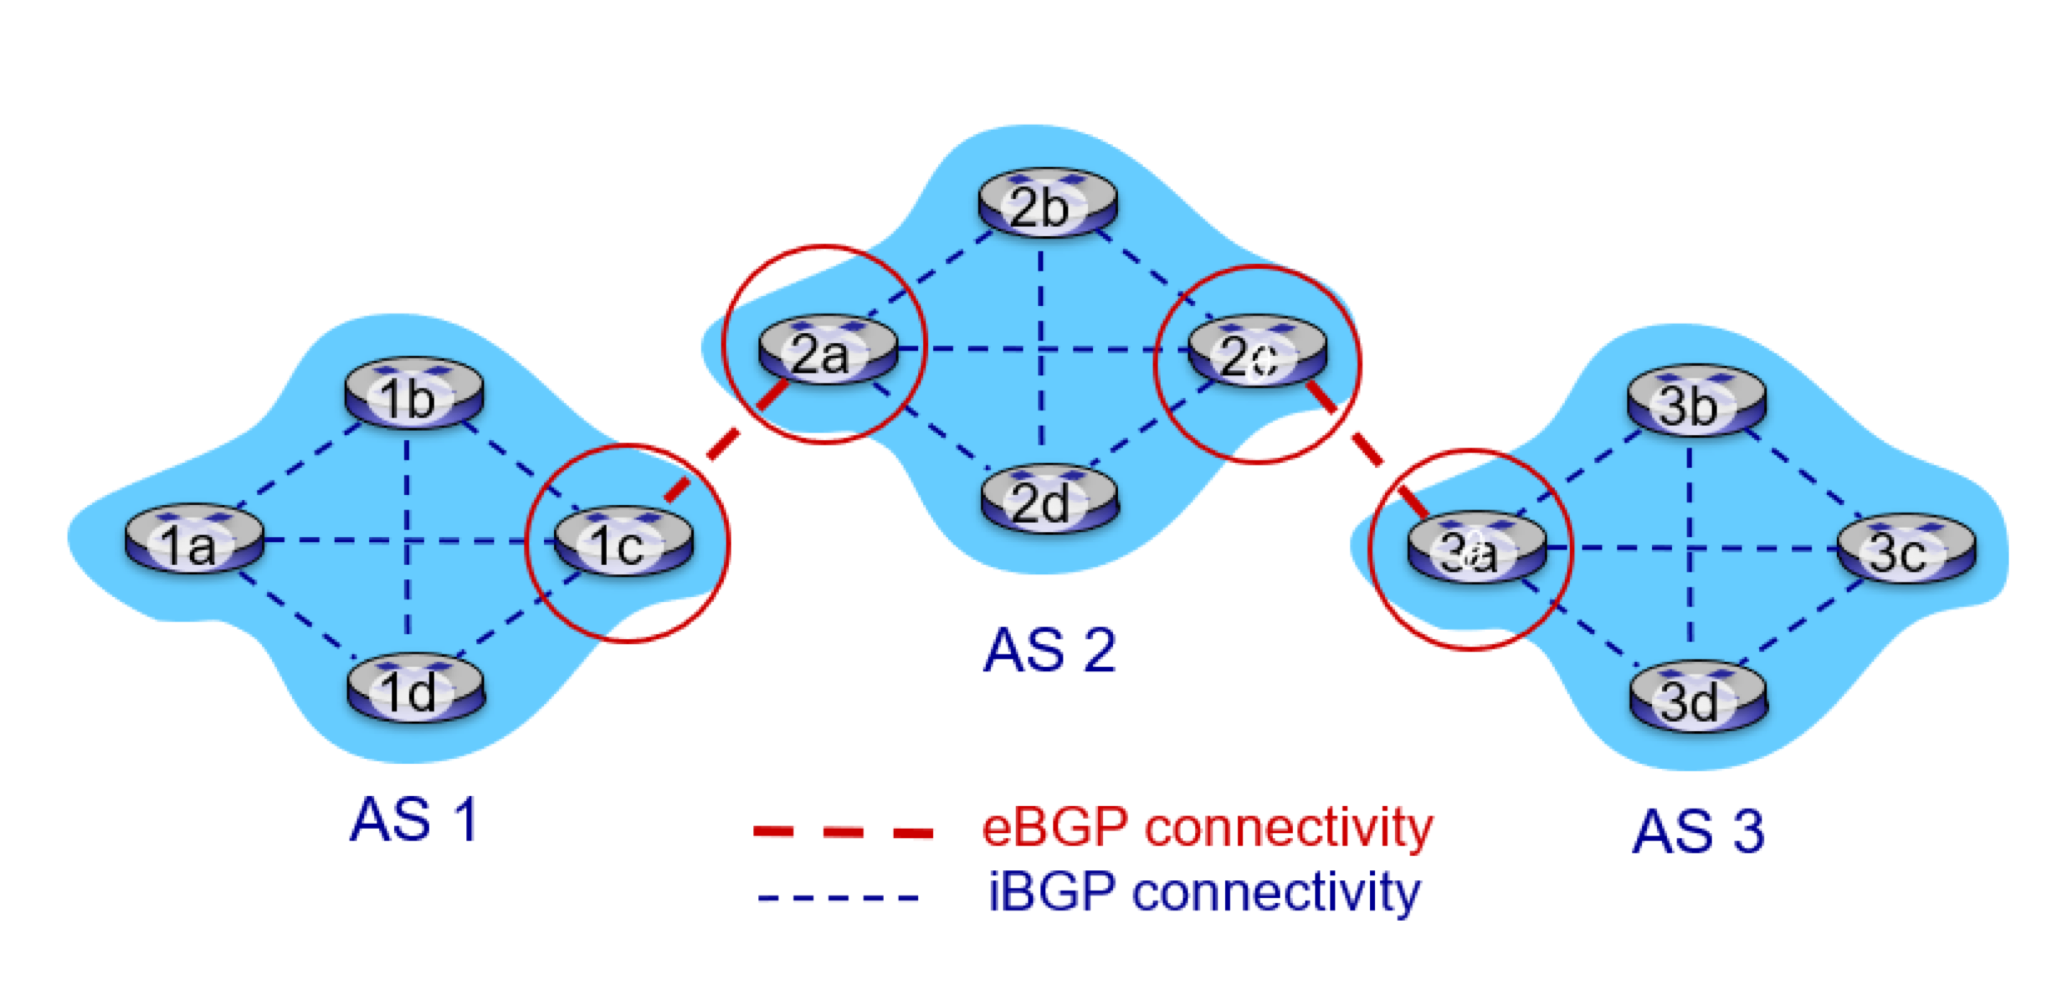 2b
2a
2c
2d
1b
1a
1c
1d
3b
3a
3c
3d
AS 2
AS 1
AS 3
eBGP connectivity
iBGP connectivity